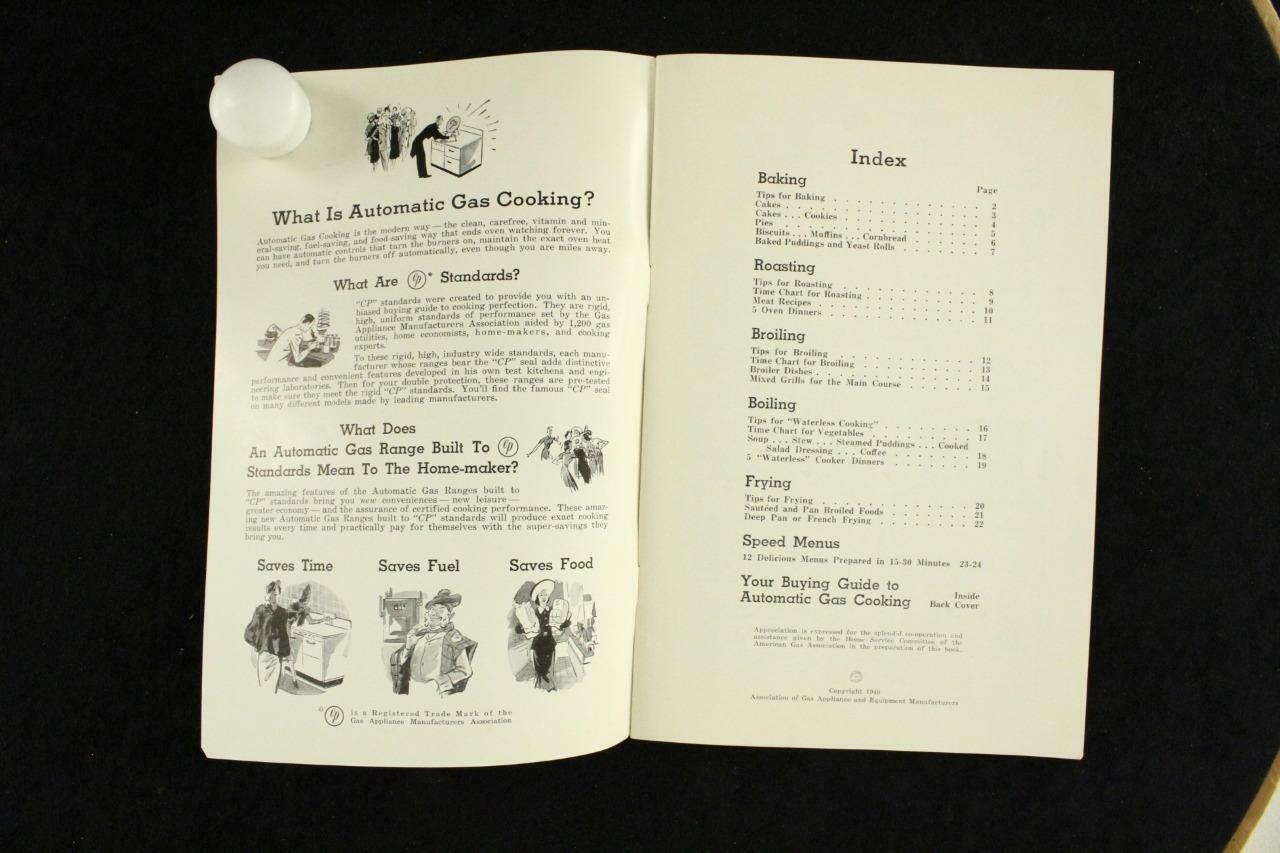 What Is Automatic Gas Cooking?
Automatic Gas Cooking is the modern way — the clean, carefree, vitamin and min-
eral-saving, fuel-saving, and food-saving way that ends oven watching forever. You
can have automatic controls that turn the burners on, maintain the exact oven heat
you need, and turn the burners off automatically, even though you are miles away.
What Are CP* Standards?
"CP" standards were created to provide you with an un-
biased buying guide to cooking perfection. They are rigid,
high, uniform standards of performance set by the Gas
Appliance Manufacturers Association aided by 1,200 gas
utilities, home economists, home-makers, and cooking
experts.
To these rigid, high, industry wide standards, each manu-
facturer whose ranges bear the "CP" seal adds distinctive
performance and convenient features developed in his own test kitchens and engi-
neering laboratories. Then for your double protection, these ranges are pre-tested
to make sure they meet the rigid "CP" standards. You'll find the famous "CP" seal
on many different models made by leading manufacturers.
What Does
An Automatic Gas Range Built To CP
Standards Mean To The Home-maker?
The amazing features of the Automatic Gas Ranges built to
"CP" standards bring you new conveniences — new leisure —
greater economy — and the assurance of certified cooking performance. These amaz-
ing new Automatic Gas Ranges built to "CP" standards will produce exact cooking
results every time and practically pay for themselves with the super-savings they
bring you.
Saves Time Saves Fuel Saves Food
CP is a Registered Trade Mark of the
Gas Appliance Manufacturers Association
Index
Baking
Page
Tips for Baking . . . . . . . . . . . . 2
Cakes . . . . . . . . . . . . . . . 3
Cakes . . . Cookies . . . . . . . . . . . 4
Pies . . . . . . . . . . . . . . . 5
Biscuits . . . Muffins . . . Cornbread . . . . . . 6
Baked Puddings and Yeast Rolls . . . . . . . 7
Roasting
Tips for Roasting . . . . . . . . . . . 8
Time Chart for Roasting . . . . . . . . . 9
Meat Recipes . . . . . . . . . . . . . 10
5 Oven Dinners . . . . . . . . . . . . 11
Broiling
Tips for Broiling . . . . . . . . . . . 12
Time Chart for Broiling . . . . . . . . . 13
Broiler Dishes . . . . . . . . . . . . . 14
Mixed Grills for the Main Course . . . . . . 15
Boiling
Tips for "Waterless Cooking" . . . . . . . . 16
Time Chart for Vegetables . . . . . . . . . 17
Soup . . . Stew . . . Steamed Puddings . . . Cooked
Salad Dressing . . . Coffee . . . . . . . 18
5 "Waterless" Cooker Dinners . . . . . . . 19
Frying
Tips for Frying . . . . . . . . . . . . 20
Sautéed and Pan Broiled Foods . . . . . . . 21
Deep Pan or French Frying . . . . . . . . 22
Speed Menus
12 Delicious Menus Prepared in 15-30 Minutes 23-24
Your Buying Guide to
Automatic Gas Cooking
Inside
Back Cover
Appreciation is expressed for the splendid co-operation and
assistance given by the Home Service Committee of the
American Gas Association in the preparation of this book.
Copyright 1940
Association of Gas Appliance and Equipment Manufacturers